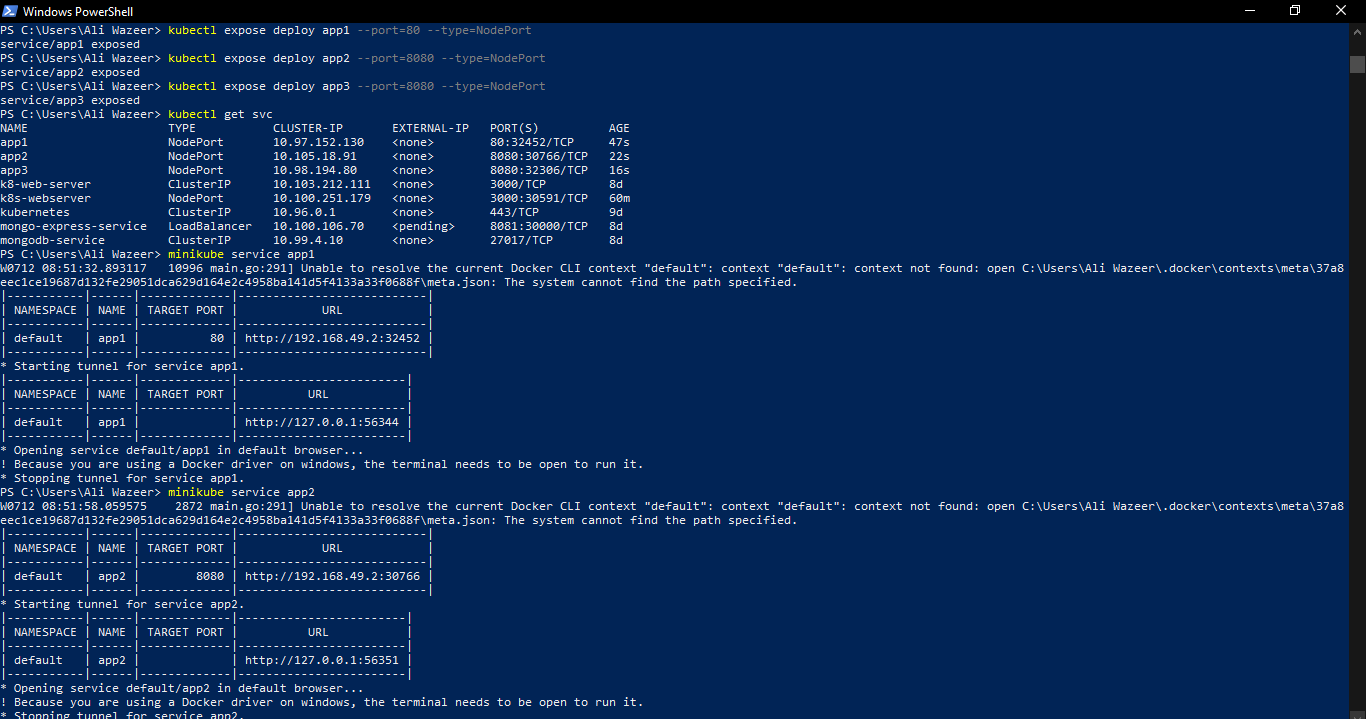 Windows PowerShell
PS C:\Users\Ali Wazeer> kubectl expose deploy app1 --port=80 --type=NodePort
service/app1 exposed
PS C:\Users\Ali Wazeer> kubectl expose deploy app2 --port=8080 --type=NodePort
service/app2 exposed
PS C:\Users\Ali Wazeer> kubectl expose deploy app3 --port=8080 --type=NodePort
service/app3 exposed
PS C:\Users\Ali Wazeer> kubectl get svc
NAME                    TYPE           CLUSTER-IP       EXTERNAL-IP   PORT(S)          AGE
app1                    NodePort       10.97.152.130    <none>        80:32452/TCP     47s
app2                    NodePort       10.105.18.91     <none>        8080:30766/TCP   22s
app3                    NodePort       10.98.194.80     <none>        8080:32306/TCP   16s
k8-web-server           ClusterIP      10.103.212.111   <none>        3000/TCP         8d
k8s-webserver           NodePort       10.100.251.179   <none>        3000:30591/TCP   60m
kubernetes              ClusterIP      10.96.0.1        <none>        443/TCP          9d
mongo-express-service   LoadBalancer   10.100.106.70    <pending>     8081:30000/TCP   8d
mongodb-service         ClusterIP      10.99.4.10       <none>        27017/TCP        8d
PS C:\Users\Ali Wazeer> minikube service app1
W0712 08:51:32.893117   10996 main.go:291] Unable to resolve the current Docker CLI context "default": context "default": context not found: open C:\Users\Ali Wazeer\.docker\contexts\meta\37a8
eec1ce19687d132fe29051dca629d164e2c4958ba141d5f4133a33f0688f\meta.json: The system cannot find the path specified.
|-----------|------|-------------|---------------------------|
| NAMESPACE | NAME | TARGET PORT |            URL            |
|-----------|------|-------------|---------------------------|
| default   | app1 |          80 | http://192.168.49.2:32452 |
|-----------|------|-------------|---------------------------|
* Starting tunnel for service app1.
|-----------|------|-------------|------------------------|
| NAMESPACE | NAME | TARGET PORT |          URL           |
|-----------|------|-------------|------------------------|
| default   | app1 |             | http://127.0.0.1:56344 |
|-----------|------|-------------|------------------------|
* Opening service default/app1 in default browser...
! Because you are using a Docker driver on windows, the terminal needs to be open to run it.
* Stopping tunnel for service app1.
PS C:\Users\Ali Wazeer> minikube service app2
W0712 08:51:58.059575    2872 main.go:291] Unable to resolve the current Docker CLI context "default": context "default": context not found: open C:\Users\Ali Wazeer\.docker\contexts\meta\37a8
eec1ce19687d132fe29051dca629d164e2c4958ba141d5f4133a33f0688f\meta.json: The system cannot find the path specified.
|-----------|------|-------------|---------------------------|
| NAMESPACE | NAME | TARGET PORT |            URL            |
|-----------|------|-------------|---------------------------|
| default   | app2 |        8080 | http://192.168.49.2:30766 |
|-----------|------|-------------|---------------------------|
* Starting tunnel for service app2.
|-----------|------|-------------|------------------------|
| NAMESPACE | NAME | TARGET PORT |          URL           |
|-----------|------|-------------|------------------------|
| default   | app2 |             | http://127.0.0.1:56351 |
|-----------|------|-------------|------------------------|
* Opening service default/app2 in default browser...
! Because you are using a Docker driver on windows, the terminal needs to be open to run it.
* Stopping tunnel for service app2.